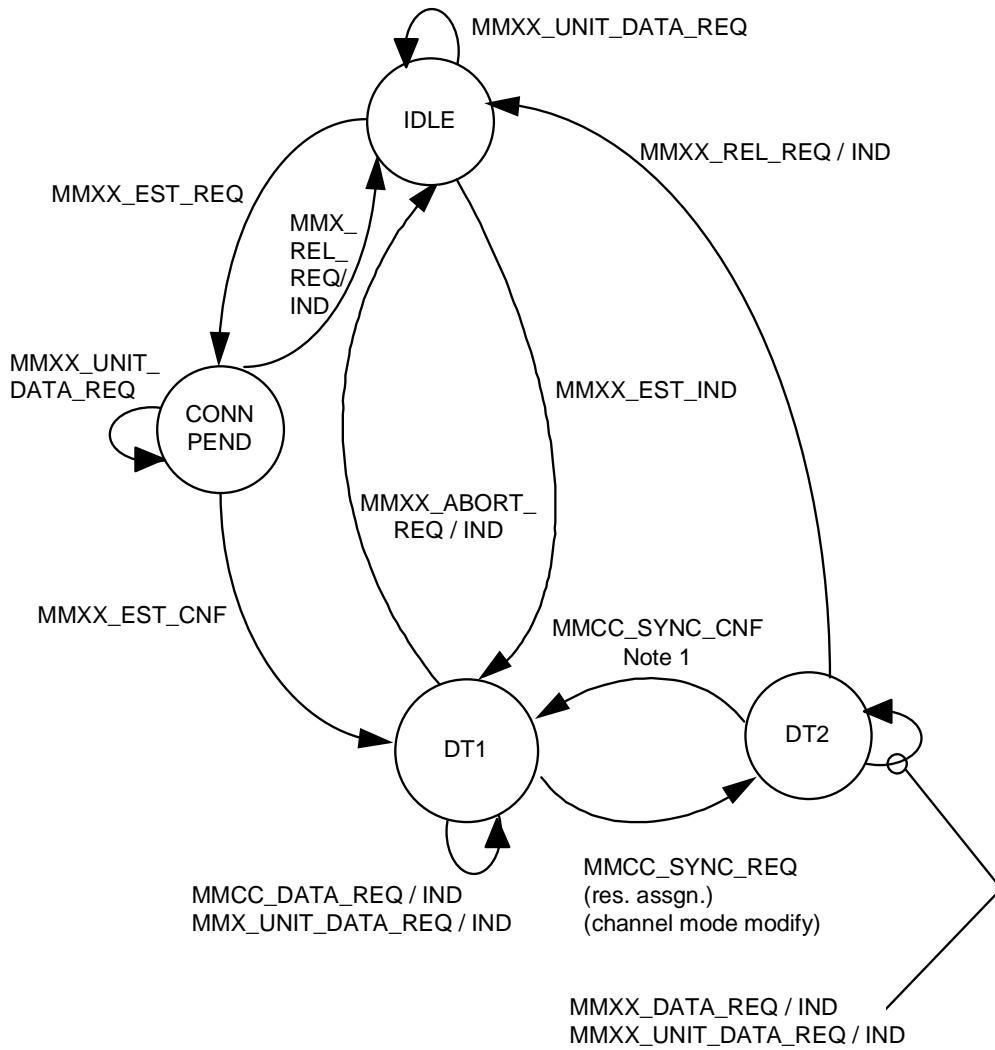 MMXX_UNIT_DATA_REQ
IDLE
MMXX_REL_REQ / IND
MMXX_EST_REQ
MMX_
REL_
REQ/
IND
MMXX_UNIT_
DATA_REQ
CONN
PEND
MMXX_EST_IND
MMXX_ABORT_
REQ / IND
MMXX_EST_CNF
MMCC_SYNC_CNF
Note 1
DT1
DT2
MMCC_DATA_REQ / IND
MMX_UNIT_DATA_REQ / IND
MMCC_SYNC_REQ
(res. assgn.)
(channel mode modify)
MMXX_DATA_REQ / IND
MMXX_UNIT_DATA_REQ / IND